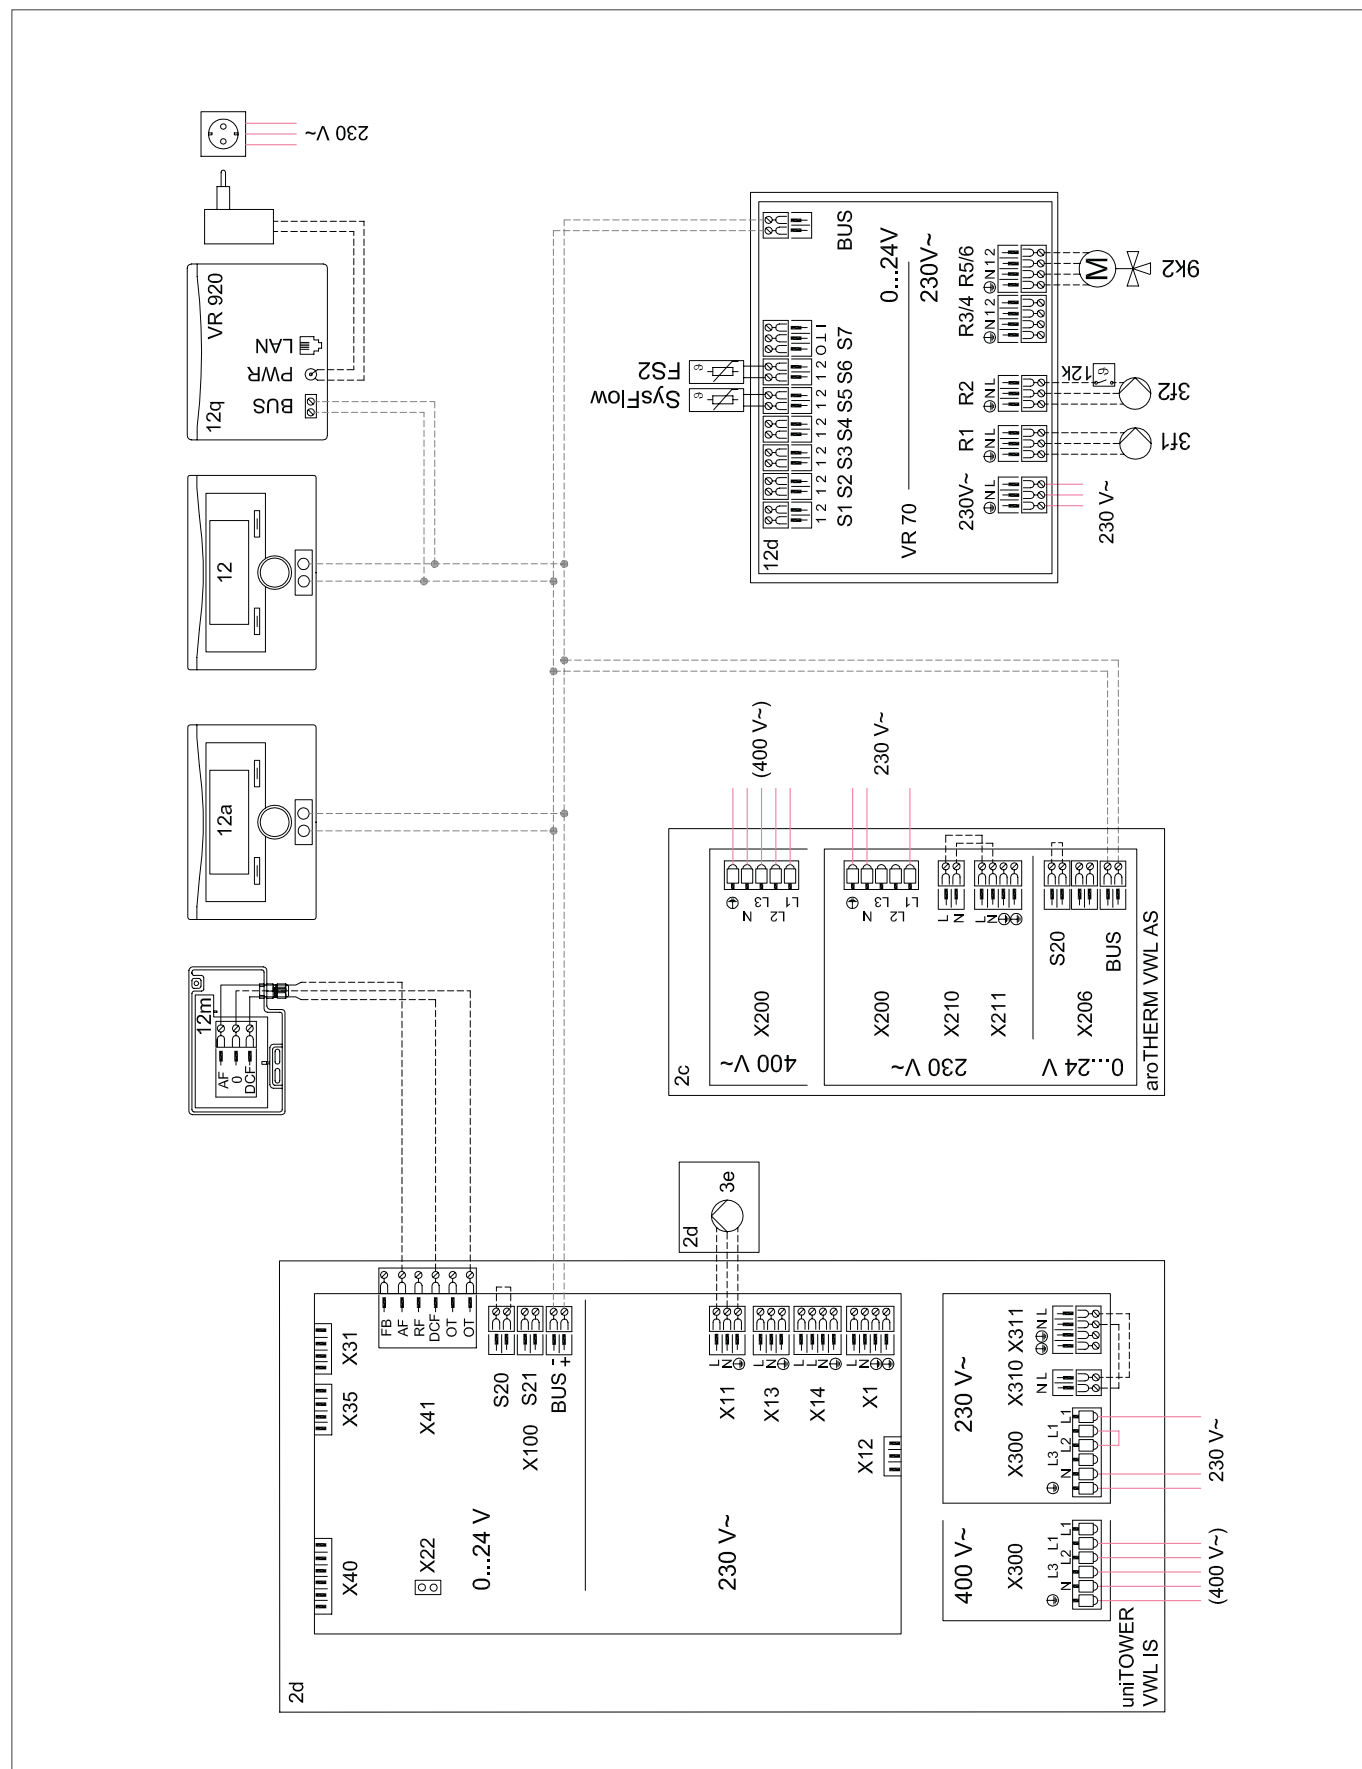 230 V~
VR 920
LAN
PWR
BUS
12q
12
12a
12m
AF
0
DCF
BUS
0...24V
230V~
VR 70
12d
FS2
SysFlow
S1 S2 S3 S4 S5 S6 S7
1 2 1 2 1 2 1 2 1 2 1 2 O T I
230V~
N L
R1
N L
R2
N L
R3/4
N 1 2
R5/6
N 1 2
M
9k2
12k
3f2
3f1
230 V~
(400 V~)
230 V~
2c
400 V~
X200
N
L3
L2
L1
230 V~
X200
N
L3
L2
L1
X210
L
N
X211
L
N
0...24 V
X206
S20
BUS
aroTHERM VWL AS
2d
3e
2d
X31
X35
X40
X41
FB
AF
RF
DCF
OT
OT
X22
0...24 V
X100
S20
S21
BUS - +
230 V~
X11
L
N
X13
L
N
X14
L
L
N
X1
L
N
X12
230 V~
X311
N L
X310
N L
X300
N L3 L2 L1 L1
230 V~
400 V~
X300
N L3 L2 L1 L1
(400 V~)
uniTOWER
VWL IS